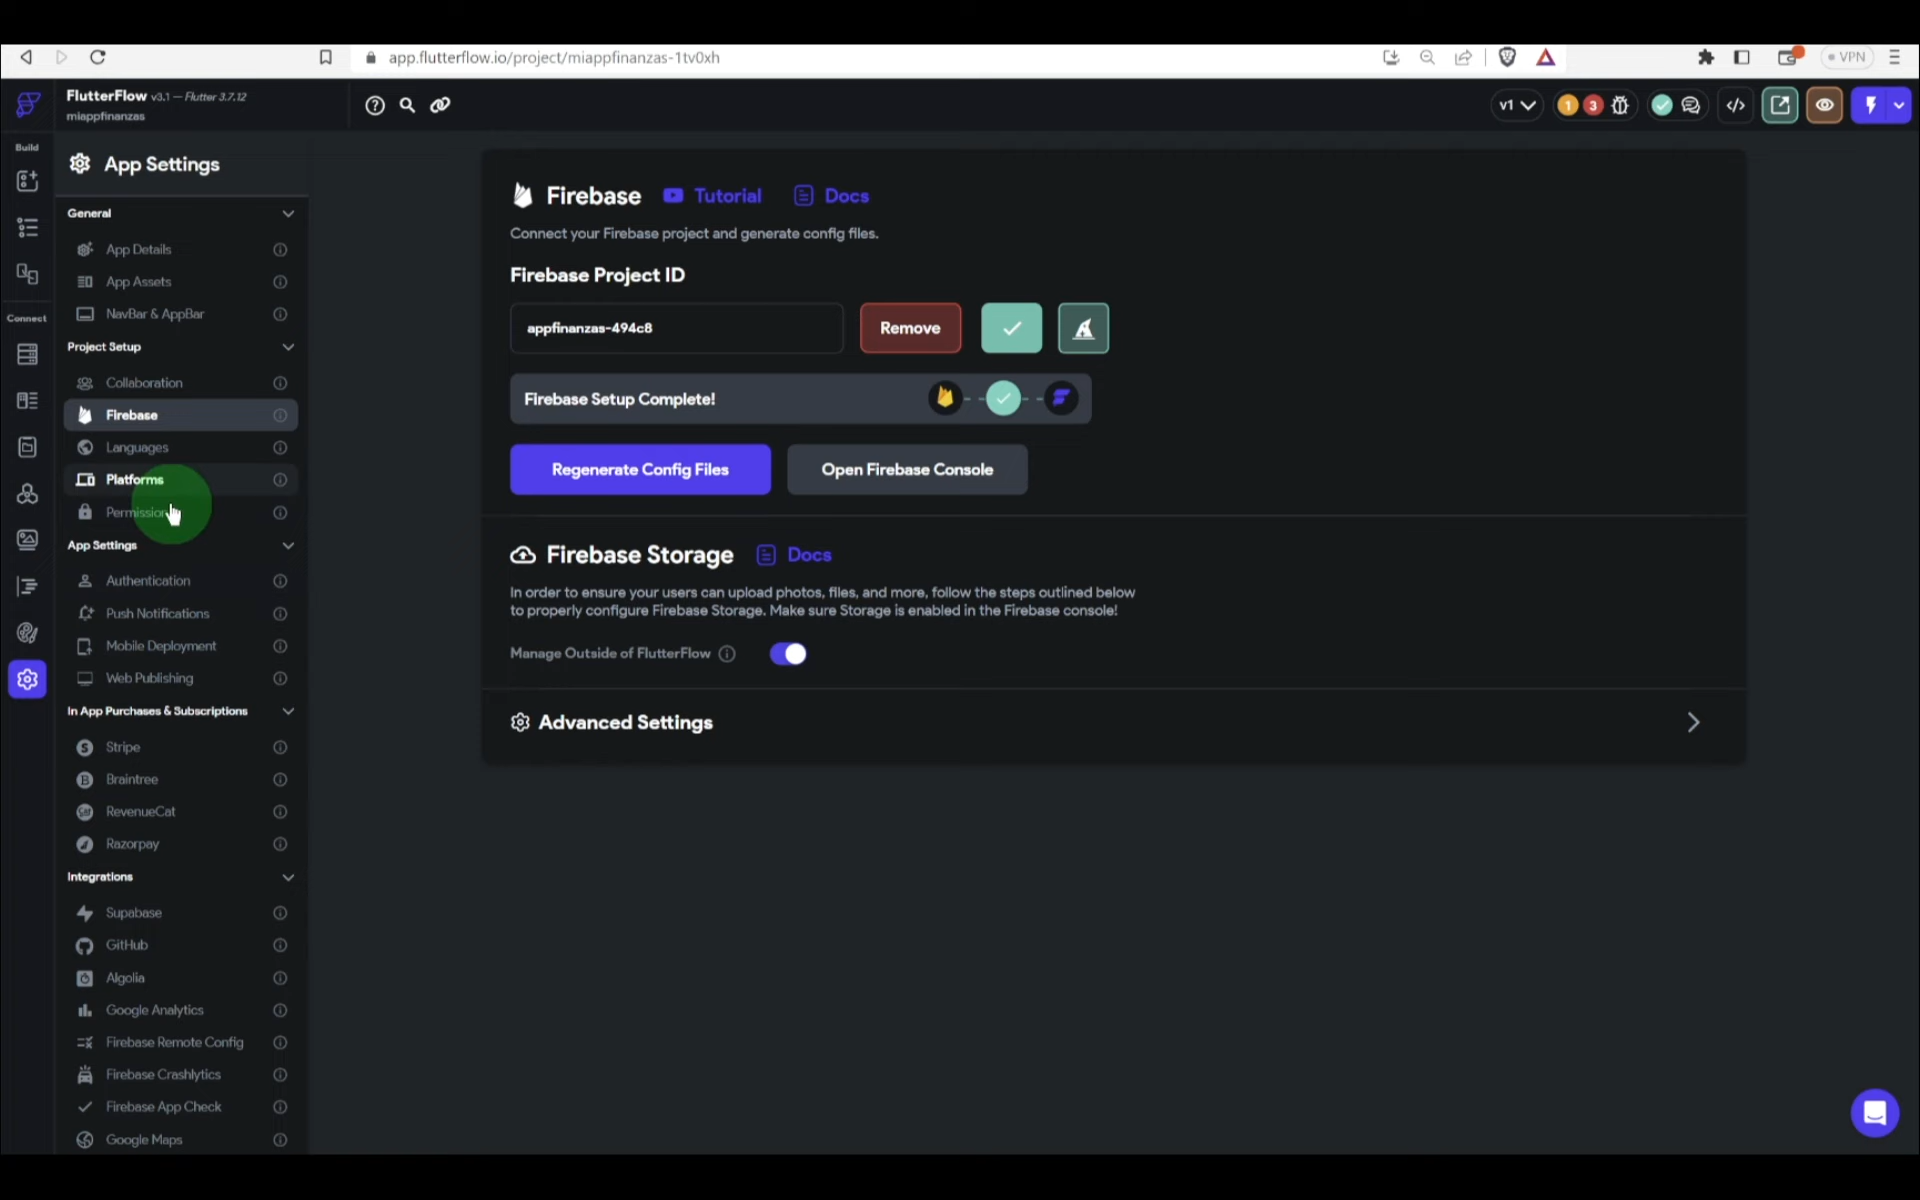 app.flutterflow.io/project/miappfinanzas-1tv0xh
VPN
FlutterFlow v3.1 — Flutter 3.7.12
miappfinanzas
v1
1
3
Build
Connect
App Settings
General
App Details
App Assets
NavBar & AppBar
Project Setup
Collaboration
Firebase
Languages
Platforms
Permission
App Settings
Authentication
Push Notifications
Mobile Deployment
Web Publishing
In App Purchases & Subscriptions
Stripe
Braintree
RevenueCat
Razorpay
Integrations
Supabase
GitHub
Algolia
Google Analytics
Firebase Remote Config
Firebase Crashlytics
Firebase App Check
Google Maps
Firebase
Tutorial
Docs
Connect your Firebase project and generate config files.
Firebase Project ID
appfinanzas-494c8
Remove
Firebase Setup Complete!
Regenerate Config Files
Open Firebase Console
Firebase Storage
Docs
In order to ensure your users can upload photos, files, and more, follow the steps outlined below
to properly configure Firebase Storage. Make sure Storage is enabled in the Firebase console!
Manage Outside of FlutterFlow
Advanced Settings